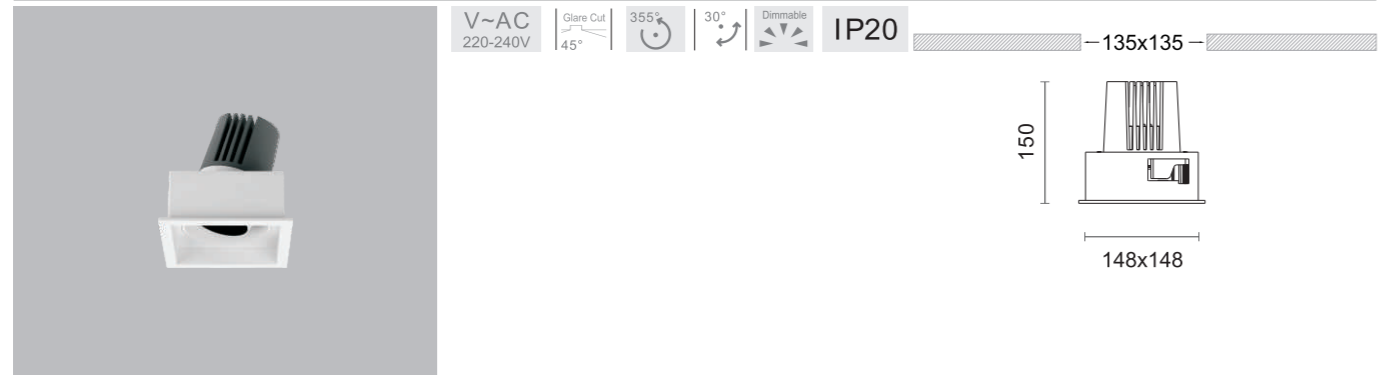 V~AC
220-240V
Glare Cut
45°
355°
30°
Dimmable
IP20
135x135
150
148x148